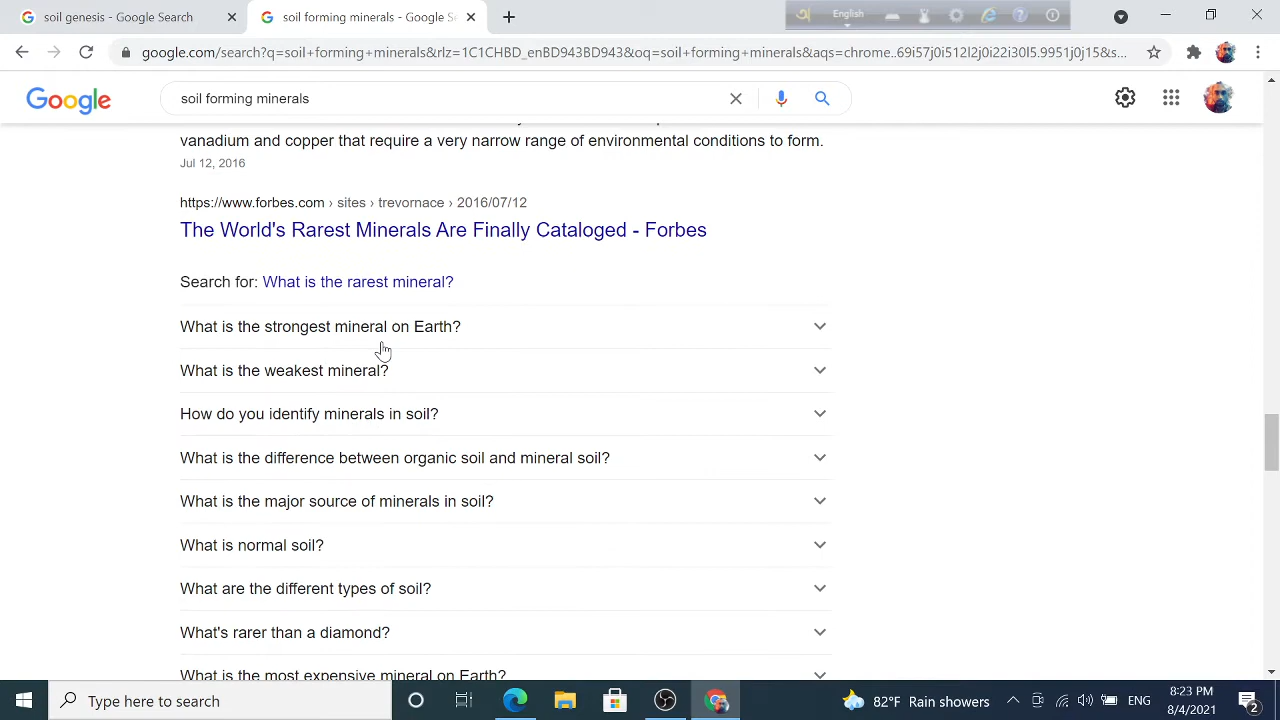 soil genesis - Google Search
soil forming minerals - Google S
English
google.com/search?q=soil+forming+minerals&rlz=1C1CHBD_enBD943BD943&oq=soil+forming+minerals&aqs=chrome..69i57j0i512l2j0i22i30l5.9951j0j15&s...
Google
soil forming minerals
vanadium and copper that require a very narrow range of environmental conditions to form.
Jul 12, 2016
https://www.forbes.com › sites › trevornace › 2016/07/12
The World's Rarest Minerals Are Finally Cataloged - Forbes
Search for: What is the rarest mineral?
What is the strongest mineral on Earth?
What is the weakest mineral?
How do you identify minerals in soil?
What is the difference between organic soil and mineral soil?
What is the major source of minerals in soil?
What is normal soil?
What are the different types of soil?
What's rarer than a diamond?
What is the most expensive mineral on Earth?
Type here to search
82°F Rain showers
ENG
8:23 PM
8/4/2021
2